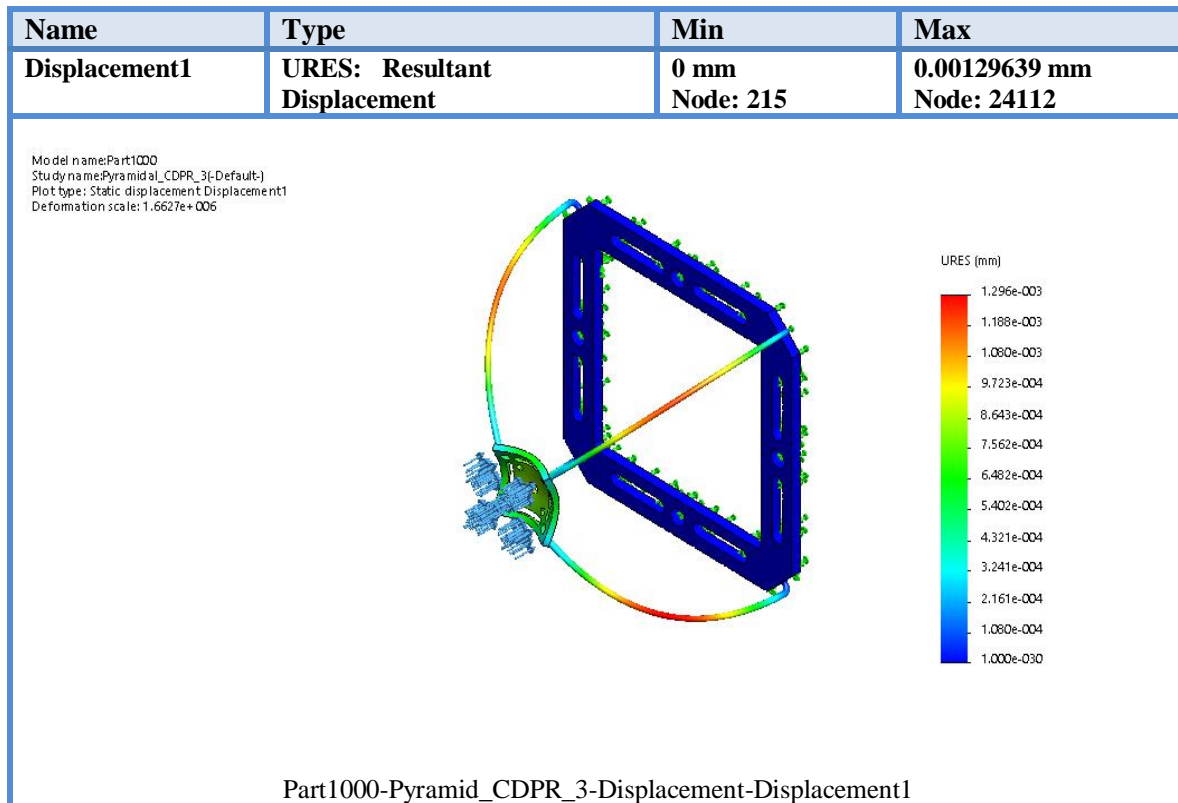 Name Type Min Max
Displacement1 URES: Resultant 0 mm 0.00129639 mm
Displacement Node: 215 Node: 24112
Model name:Part1000
Study name:Pyramidal_CDPR_3(-Default-)
Plot type: Static displacement Displacement1
Deformation scale: 1.6627e+006
URES (mm)
1.296e-003
1.188e-003
1.080e-003
9.723e-004
8.643e-004
7.562e-004
6.482e-004
5.402e-004
4.321e-004
3.241e-004
2.161e-004
1.080e-004
1.000e-030
Part1000-Pyramid_CDPR_3-Displacement-Displacement1